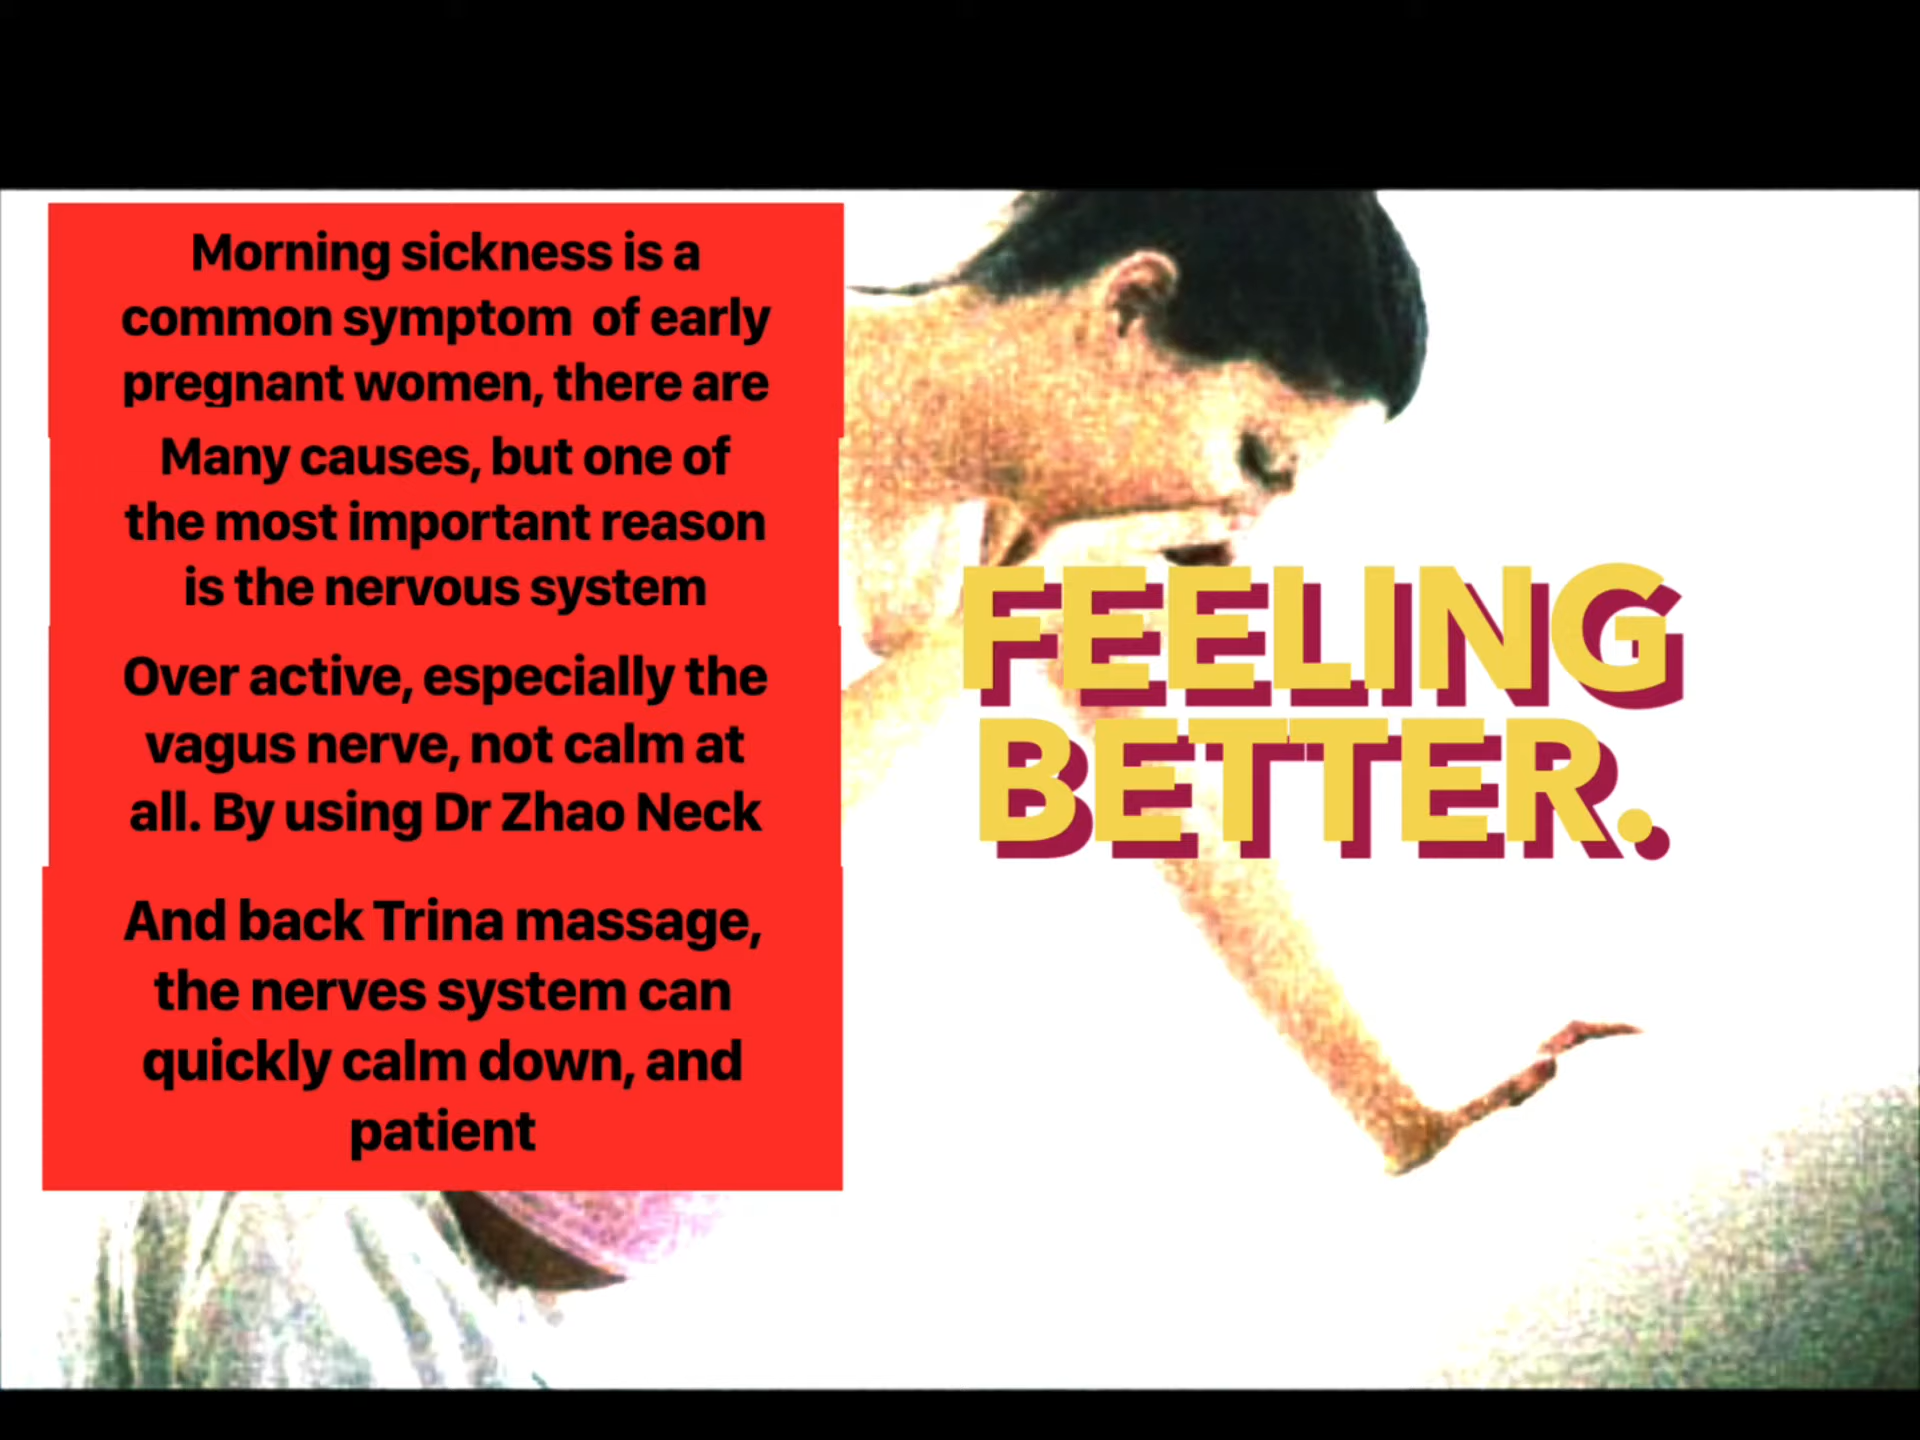 Morning sickness is a
common symptom of early
pregnant women, there are
Many causes, but one of
the most important reason
is the nervous system
Over active, especially the
vagus nerve, not calm at
all. By using Dr Zhao Neck
And back Trina massage,
the nerves system can
quickly calm down, and
patient
FEELING
BETTER.